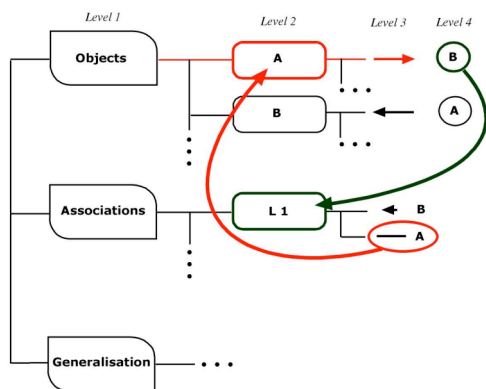 Level 1 Level 2 Level 3 Level 4
Objects A B
• • •
B A
• • •
Associations L 1 B
A
Generalisation • • •